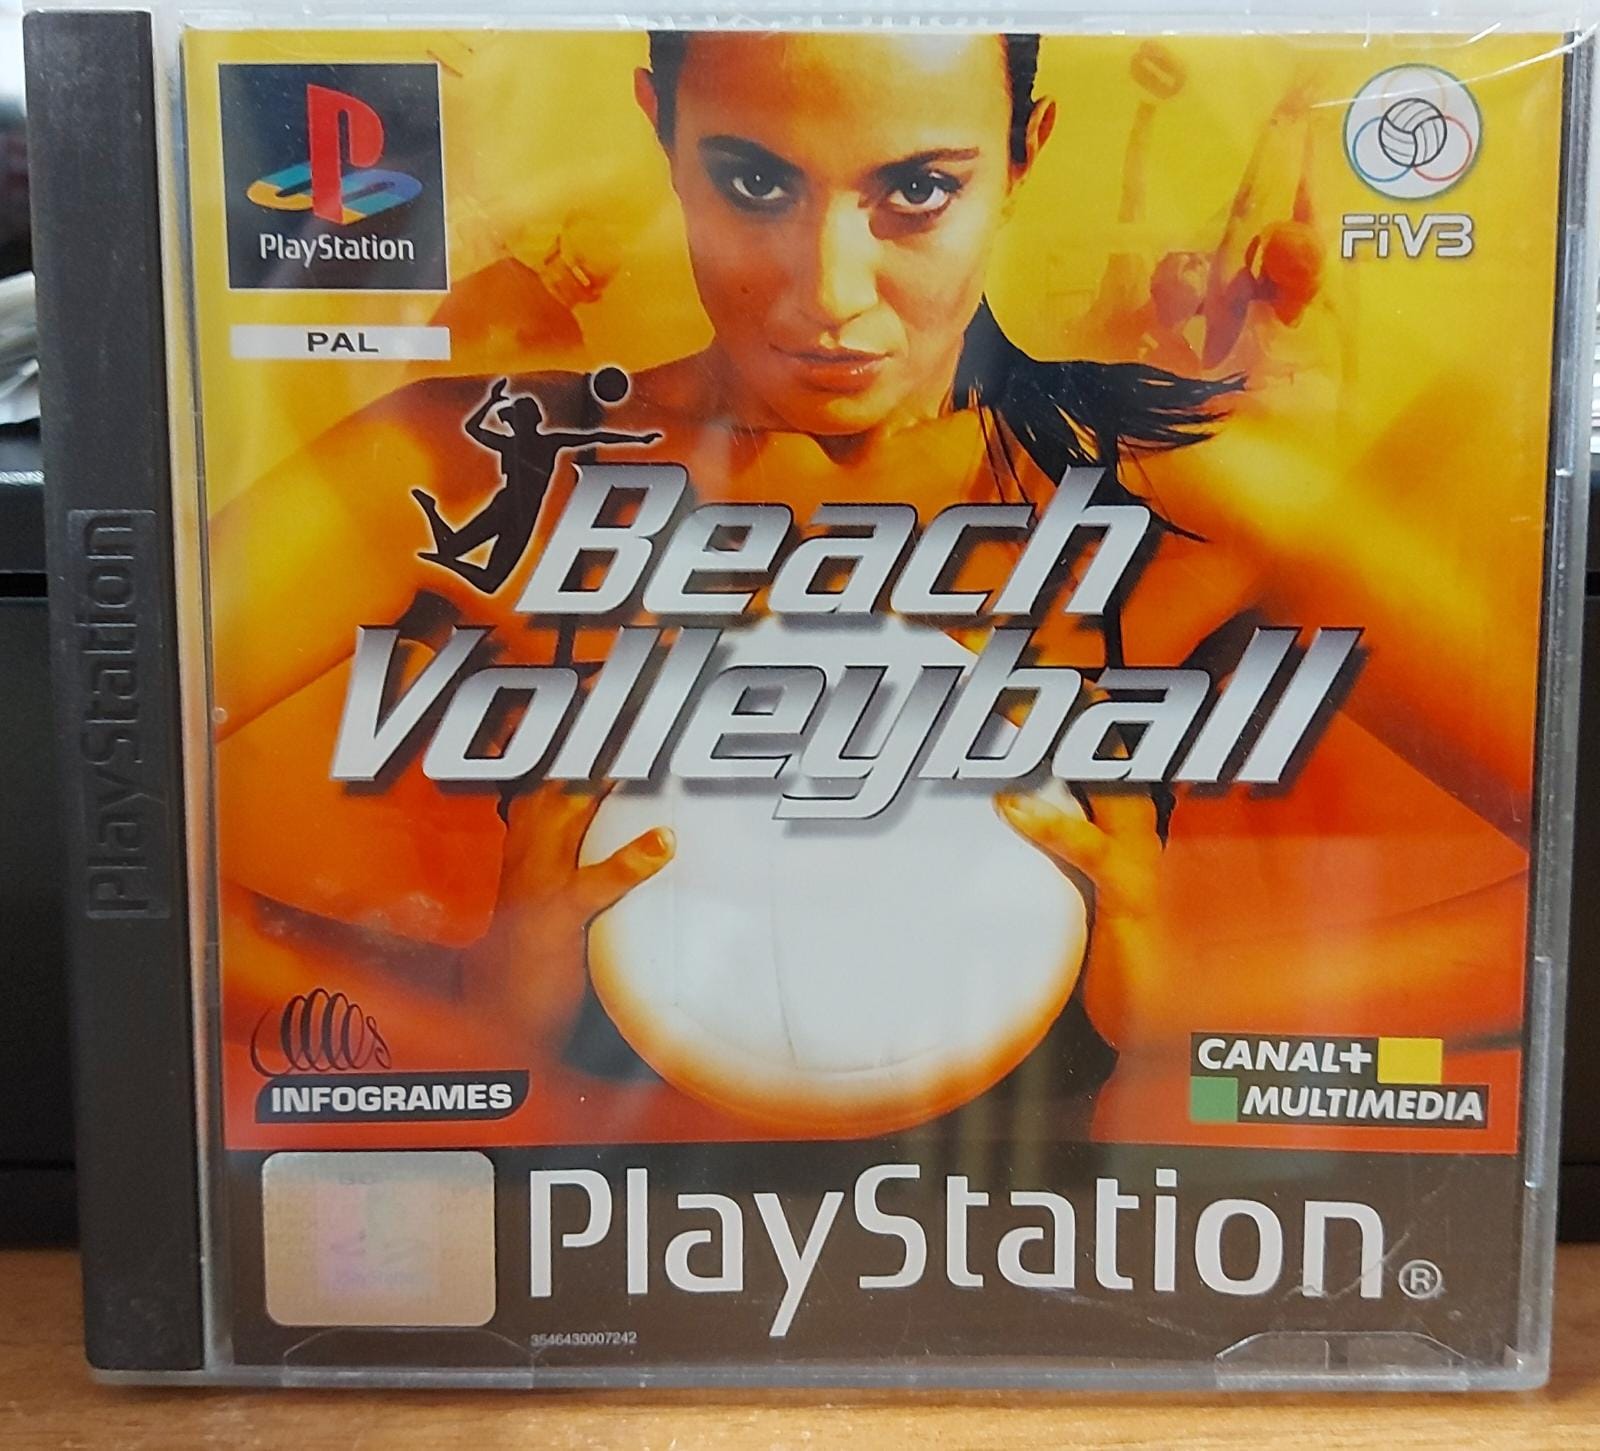 PlayStation
PlayStation
FiVB
PAL
Beach
Volleyball
INFOGRAMES
CANAL+
MULTIMEDIA
PlayStation®
3546430007242